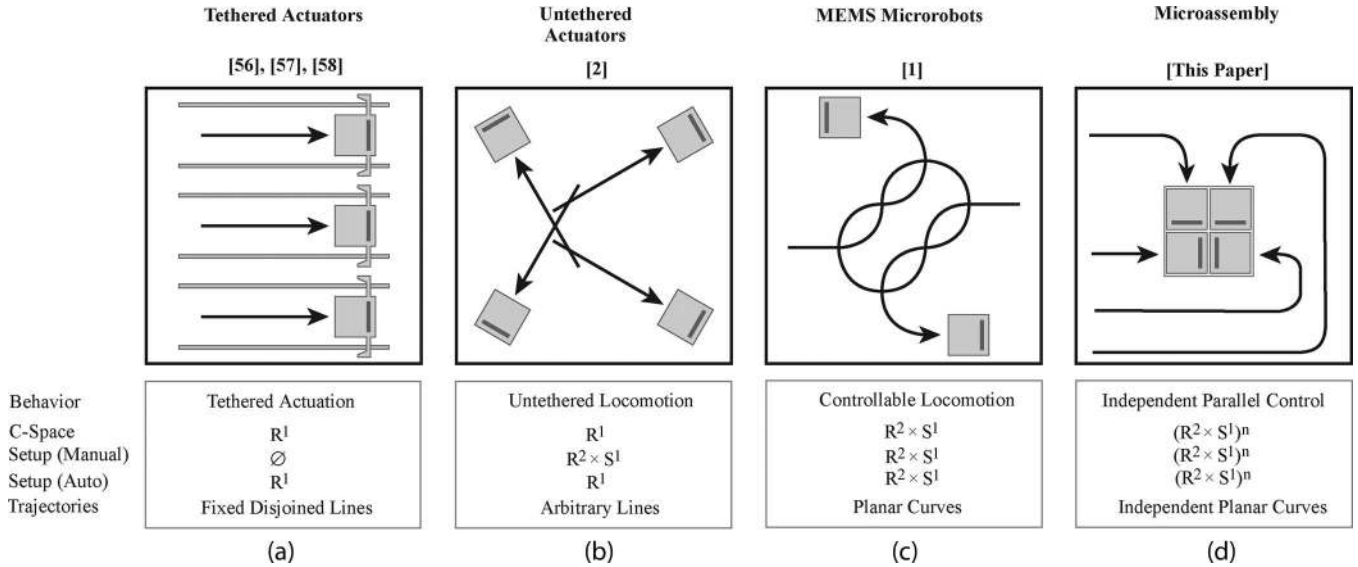 Tethered Actuators
Untethered
Actuators
MEMS Microrobots
Microassembly
[56], [57], [58]
[2]
[1]
[This Paper]
Behavior
Tethered Actuation
Untethered Locomotion
Controllable Locomotion
Independent Parallel Control
C-Space
R¹
R¹
R² × S¹
(R² × S¹)ⁿ
Setup (Manual)
∅
R² × S¹
R² × S¹
(R² × S¹)ⁿ
Setup (Auto)
R¹
R¹
R² × S¹
(R² × S¹)ⁿ
Trajectories
Fixed Disjoined Lines
Arbitrary Lines
Planar Curves
Independent Planar Curves
(a)
(b)
(c)
(d)